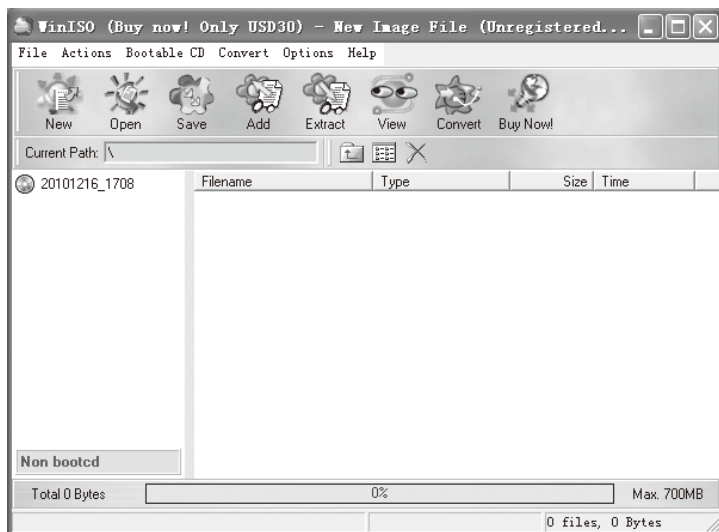 WinISO (Buy now! Only USD30) - New Image File (Unregistered...
File Actions Bootable CD Convert Options Help
New Open Save Add Extract View Convert Buy Now!
Current Path: \
20101216_1708
Filename Type Size Time
Non bootcd
Total 0 Bytes 0% Max. 700MB
0 files, 0 Bytes